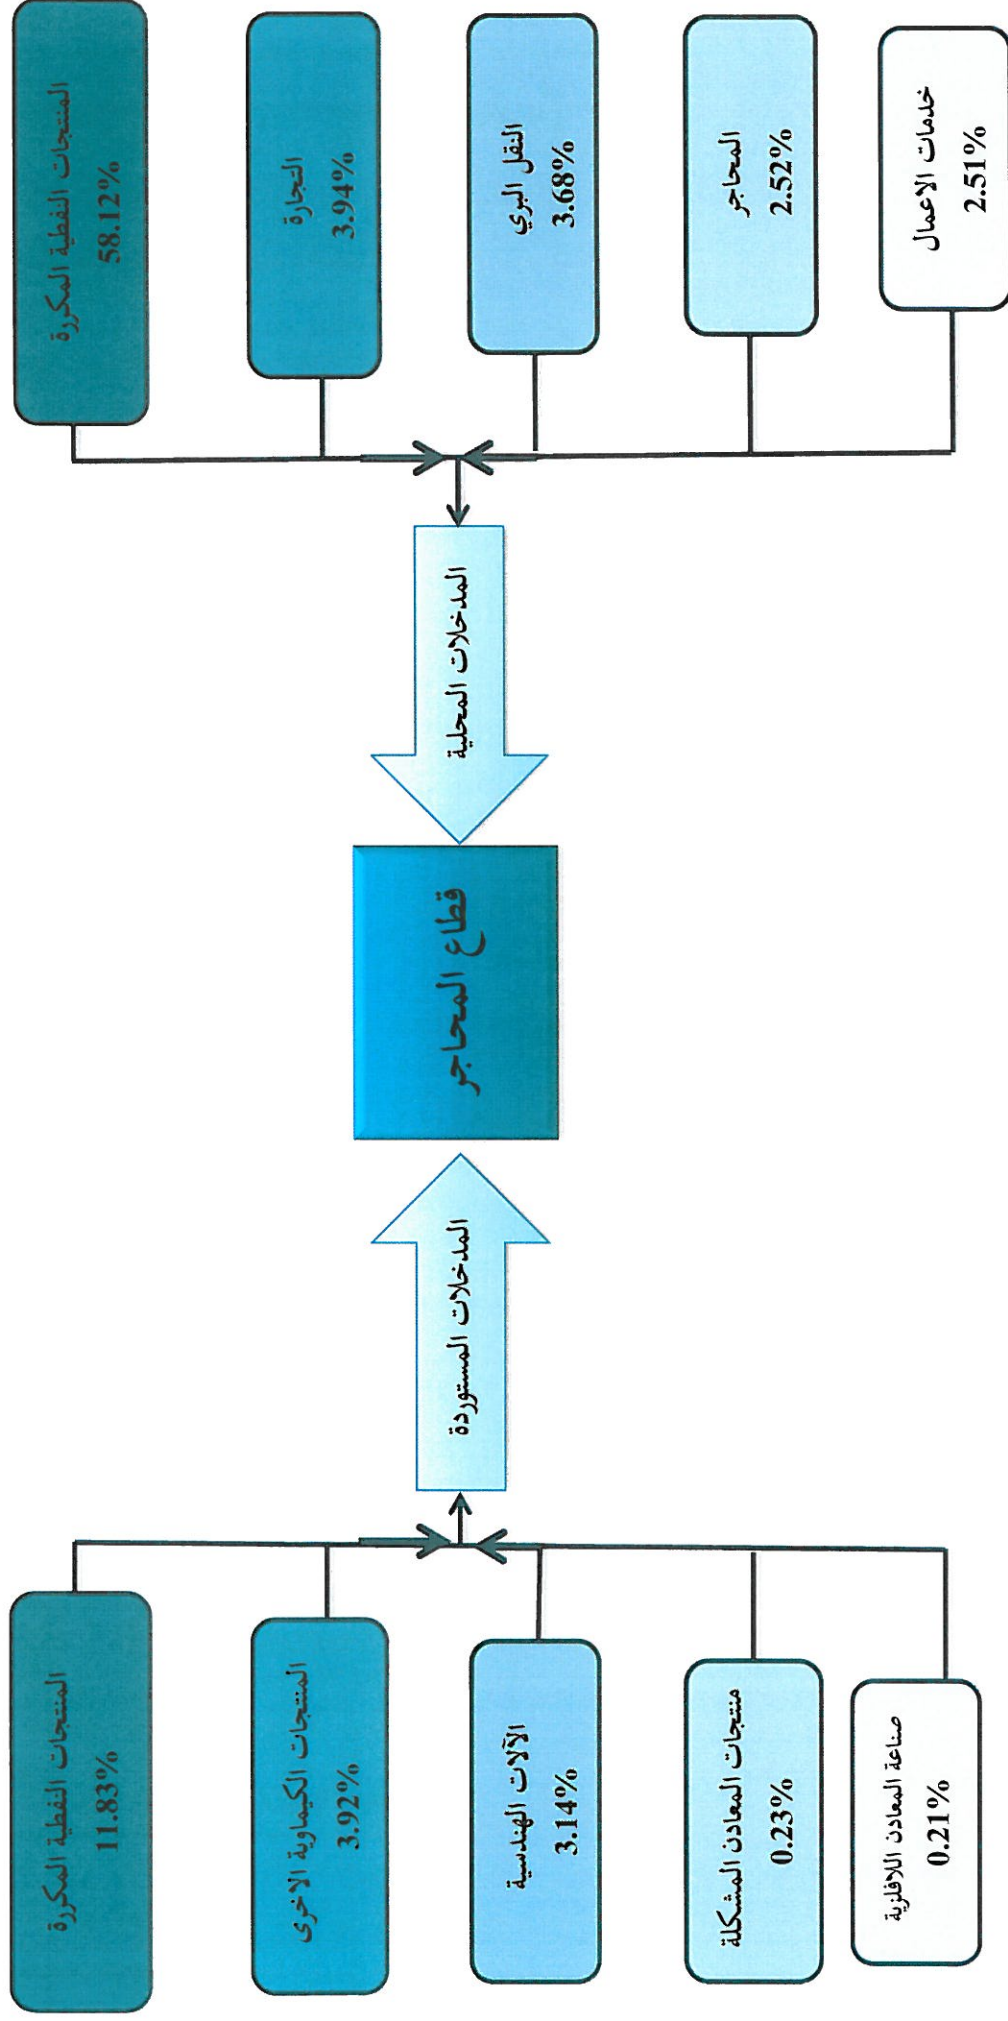 المنتجات النفطية المكررة
58.12%
التجارة
3.94%
النقل البري
3.68%
المحاجر
2.52%
خدمات الاعمال
2.51%
المدخلات المحلية
قطاع المحاجر
المدخلات المستوردة
المنتجات النفطية المكررة
11.83%
المنتجات الكيماوية الاخرى
3.92%
الآلات الهندسية
3.14%
منتجات المعادن المشكلة
0.23%
صناعة المعادن اللافلزية
0.21%